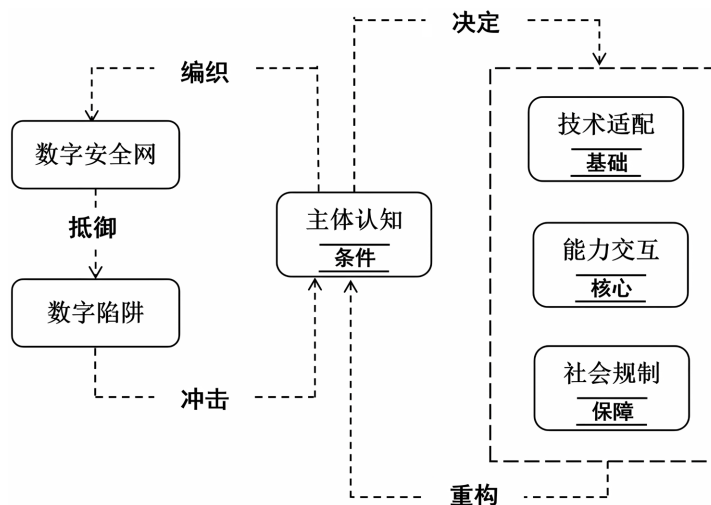 决定
编织
数字安全网
抵御
数字陷阱
冲击
主体认知
条件
技术适配
基础
能力交互
核心
社会规制
保障
重构